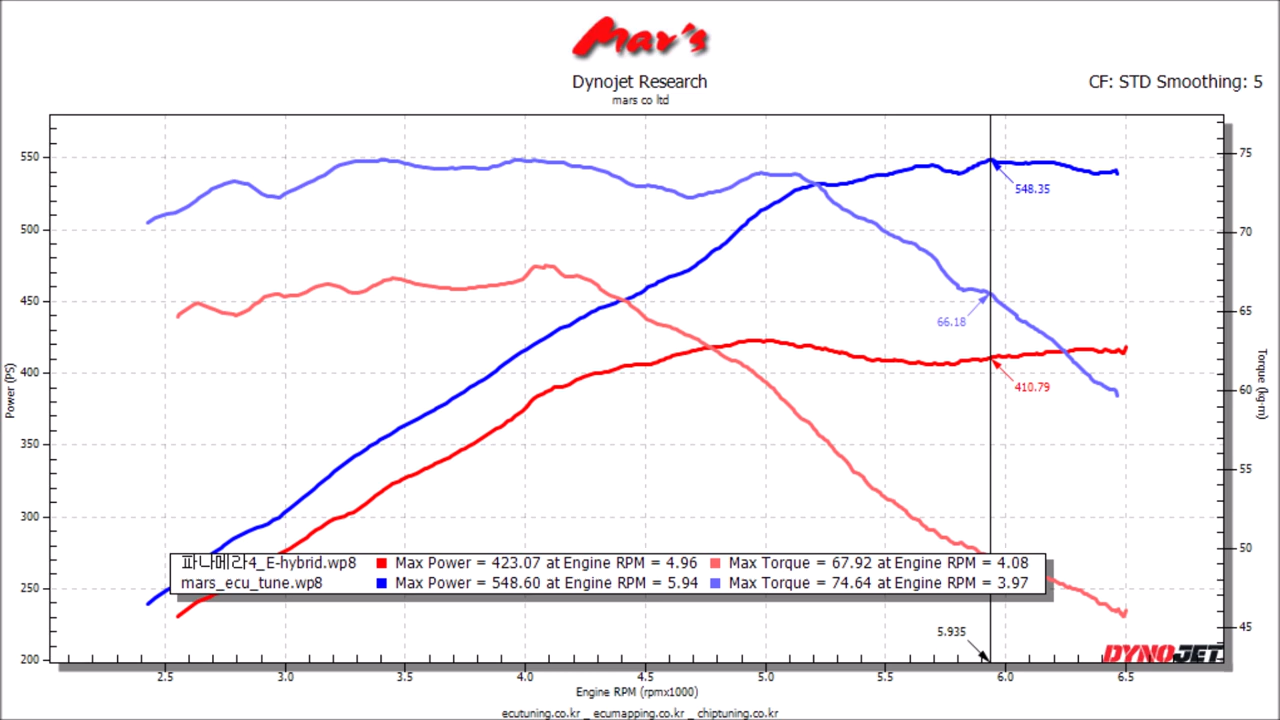 Mar's
Dynojet Research
mars co ltd
CF: STD Smoothing: 5
Power (PS)
550
500
450
400
350
300
250
200
Torque (kg-m)
75
70
65
60
55
50
45
548.35
66.18
410.79
파나메라4_E-hybrid.wp8 Max Power = 423.07 at Engine RPM = 4.96 Max Torque = 67.92 at Engine RPM = 4.08
mars_ecu_tune.wp8 Max Power = 548.60 at Engine RPM = 5.94 Max Torque = 74.64 at Engine RPM = 3.97
5.935
DYNOJET
2.5 3.0 3.5 4.0 4.5 5.0 5.5 6.0 6.5
Engine RPM (rpmx1000)
ecutuning.co.kr _ ecumapping.co.kr _ chiptuning.co.kr